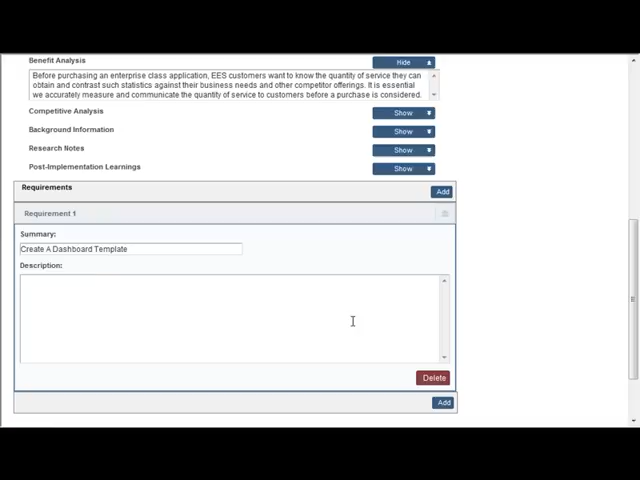 Benefit Analysis
Hide
Before purchasing an enterprise class application, EES customers want to know the quantity of service they can
obtain and contrast such statistics against their business needs and other competitor offerings. It is essential
we accurately measure and communicate the quantity of service to customers before a purchase is considered.
Competitive Analysis
Show
Background Information
Show
Research Notes
Show
Post-Implementation Learnings
Show
Requirements
Add
Requirement 1
Summary:
Create A Dashboard Template
Description:
Delete
Add